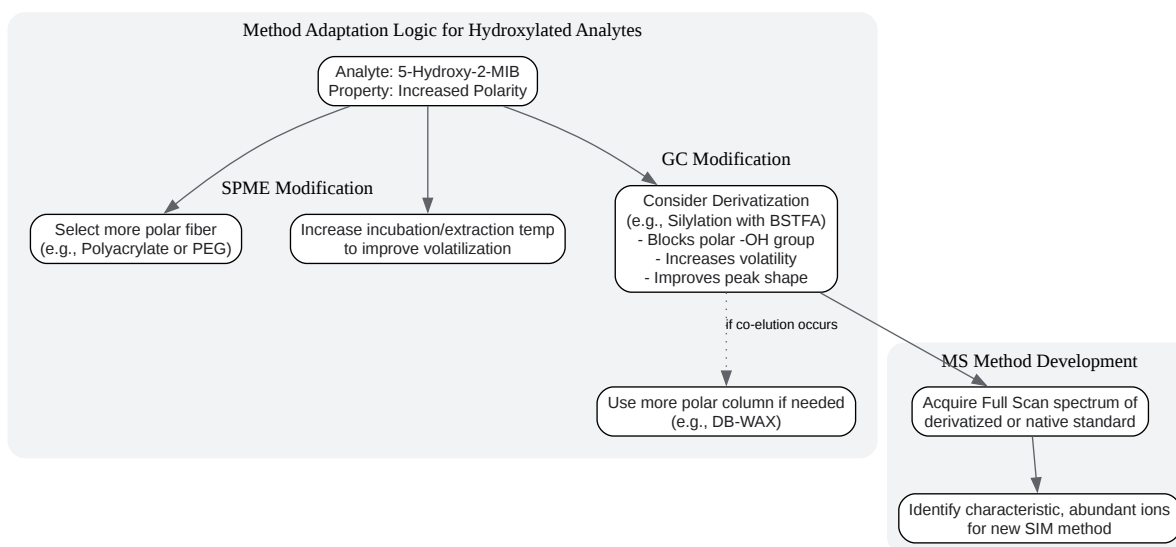 Method Adaptation Logic for Hydroxylated Analytes
Analyte: 5-Hydroxy-2-MIB
Property: Increased Polarity
SPME Modification
Select more polar fiber
(e.g., Polyacrylate or PEG)
Increase incubation/extraction temp
to improve volatilization
GC Modification
Consider Derivatization
(e.g., Silylation with BSTFA)
- Blocks polar -OH group
- Increases volatility
- Improves peak shape
if co-elution occurs
Use more polar column if needed
(e.g., DB-WAX)
MS Method Development
Acquire Full Scan spectrum of
derivatized or native standard
Identify characteristic, abundant ions
for new SIM method